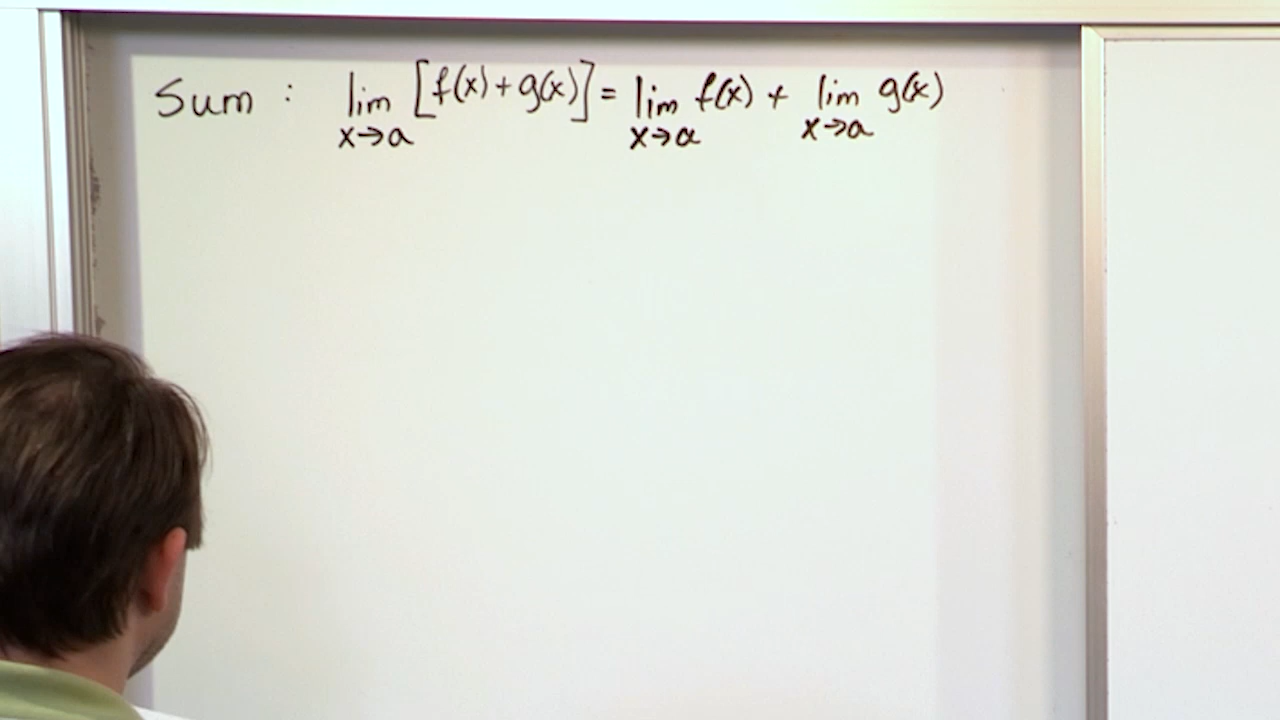 Sum : lim [f(x) + g(x)] = lim f(x) + lim g(x)
x→a x→a x→a